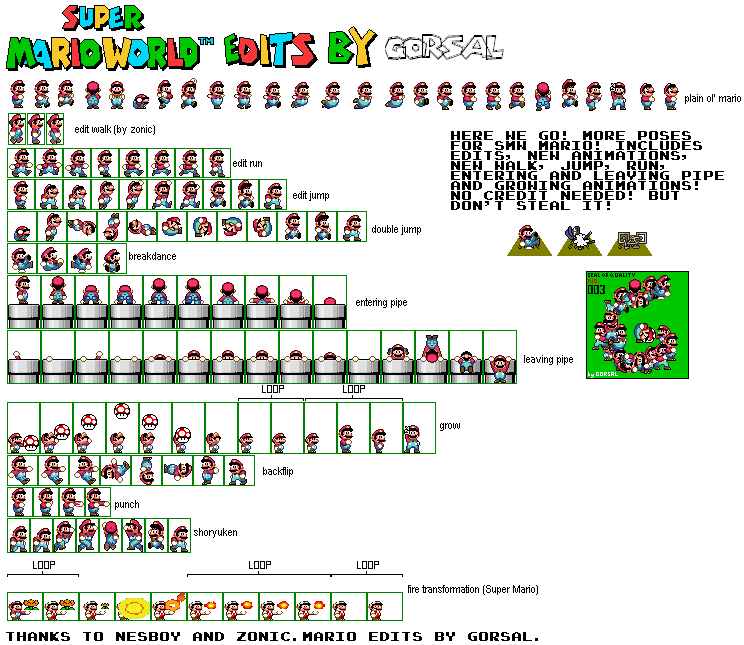 SUPER
MARIO WORLD™ EDITS BY GORSAL
plain ol' mario
edit walk (by zonic)
HERE WE GO! MORE POSES
FOR SMW MARIO! INCLUDES
EDITS, NEW ANIMATIONS,
NEW WALK, JUMP, RUN,
ENTERING AND LEAVING PIPE
AND GROWING ANIMATIONS!
NO CREDIT NEEDED! BUT
DON'T STEAL IT!
edit run
edit jump
double jump
breakdance
entering pipe
SEAL OF QUALITY
003
by GORSAL
leaving pipe
LOOP LOOP
grow
backflip
punch
shoryuken
LOOP LOOP LOOP
fire transformation (Super Mario)
THANKS TO NESBOY AND ZONIC.MARIO EDITS BY GORSAL.